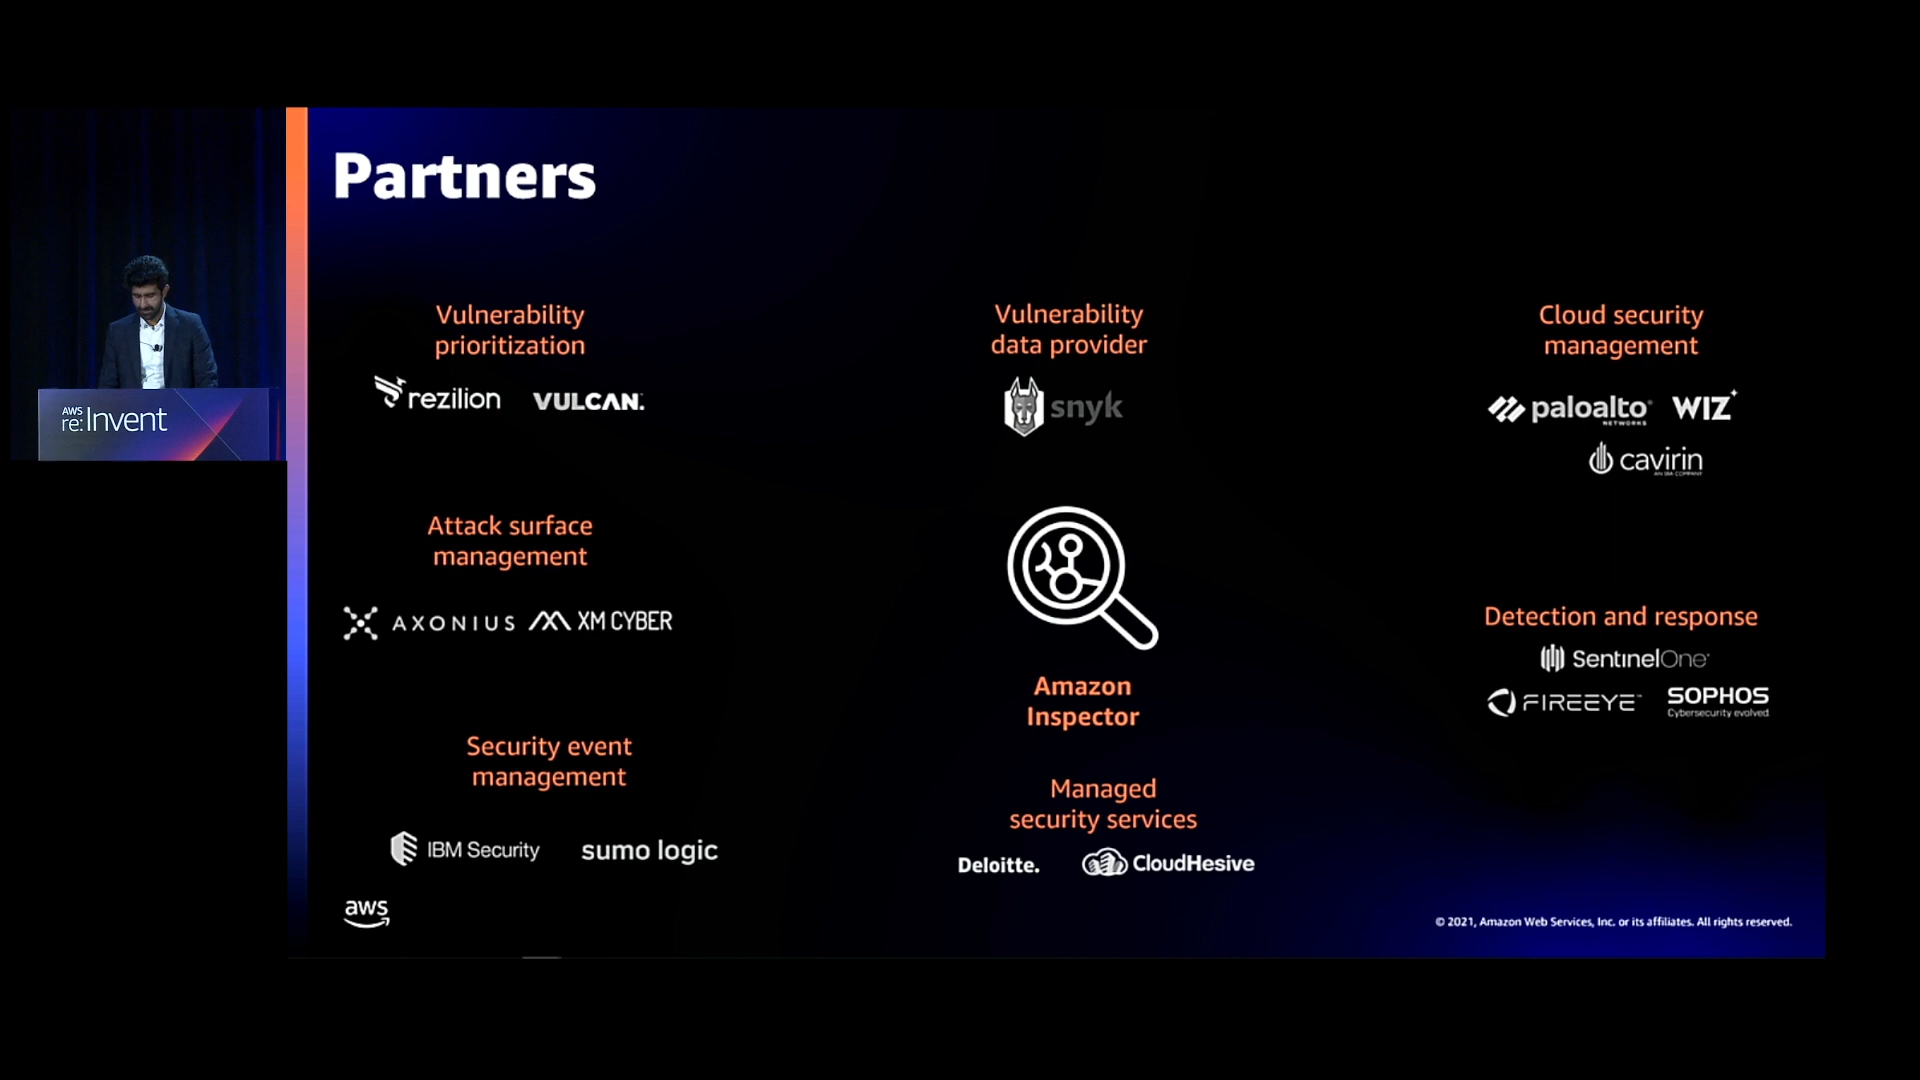 Partners
Vulnerability
prioritization
rezilion VULCAN.
Vulnerability
data provider
snyk
Cloud security
management
paloalto WIZ
NETWORKS
cavirin
Attack surface
management
AXONIUS XM CYBER
Amazon
Inspector
Detection and response
SentinelOne
FIREEYE SOPHOS
Cybersecurity evolved
Security event
management
IBM Security sumo logic
Managed
security services
Deloitte. CloudHesive
aws
© 2021, Amazon Web Services, Inc. or its affiliates. All rights reserved.
AWS
re:Invent